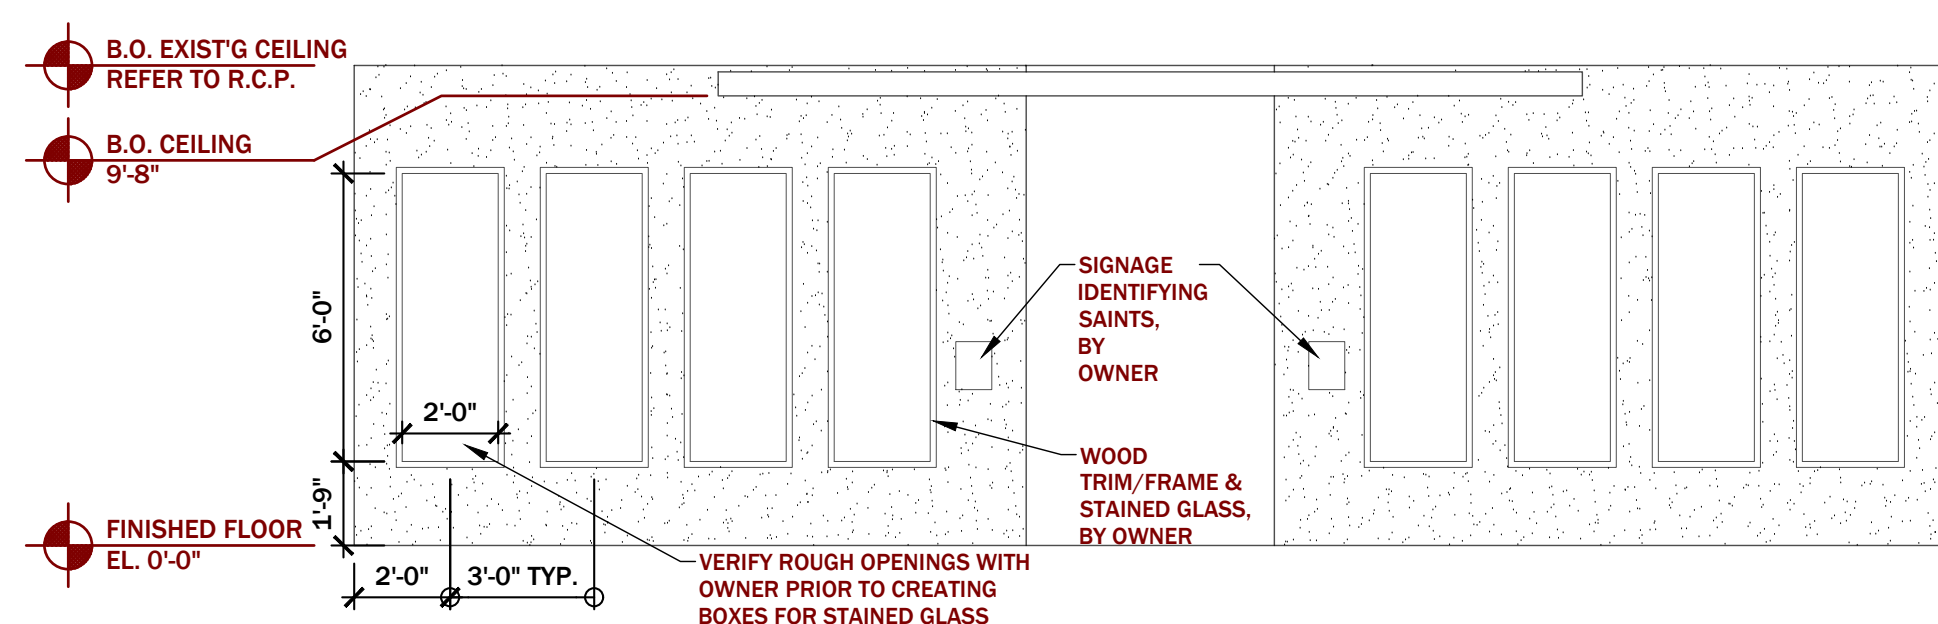 B.O. EXIST'G CEILING
REFER TO R.C.P.
B.O. CEILING
9'-8"
6'-0"
2'-0"
1'-9"
FINISHED FLOOR
EL. 0'-0"
2'-0"
3'-0" TYP.
SIGNAGE
IDENTIFYING
SAINTS,
BY
OWNER
WOOD
TRIM/FRAME &
STAINED GLASS,
BY OWNER
VERIFY ROUGH OPENINGS WITH
OWNER PRIOR TO CREATING
BOXES FOR STAINED GLASS